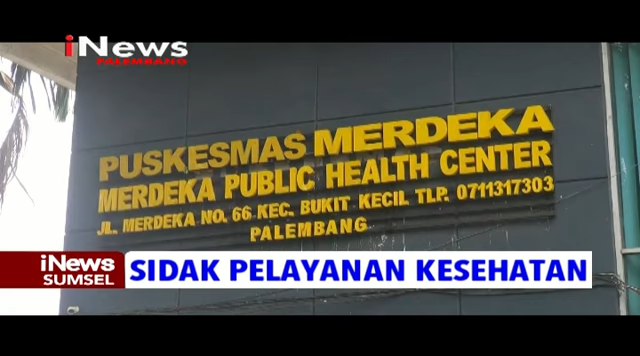 iNews
PALEMBANG
PUSKESMAS MERDEKA
MERDEKA PUBLIC HEALTH CENTER
JL. MERDEKA NO. 66 KEC. BUKIT KECIL TLP. 0711317303
PALEMBANG
iNews
SUMSEL
SIDAK PELAYANAN KESEHATAN